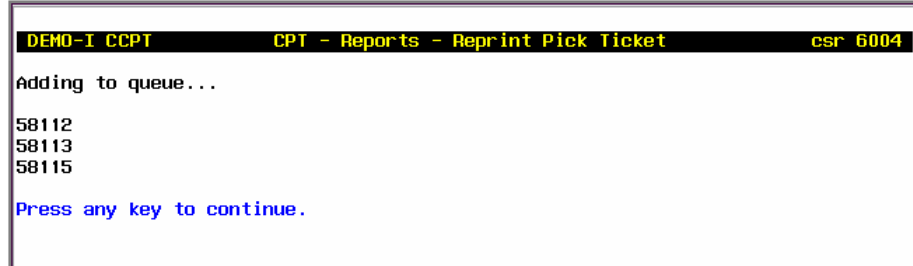 DEMO-I CCPT CPT - Reports - Reprint Pick Ticket csr 6004
Adding to queue...
58112
58113
58115
Press any key to continue.